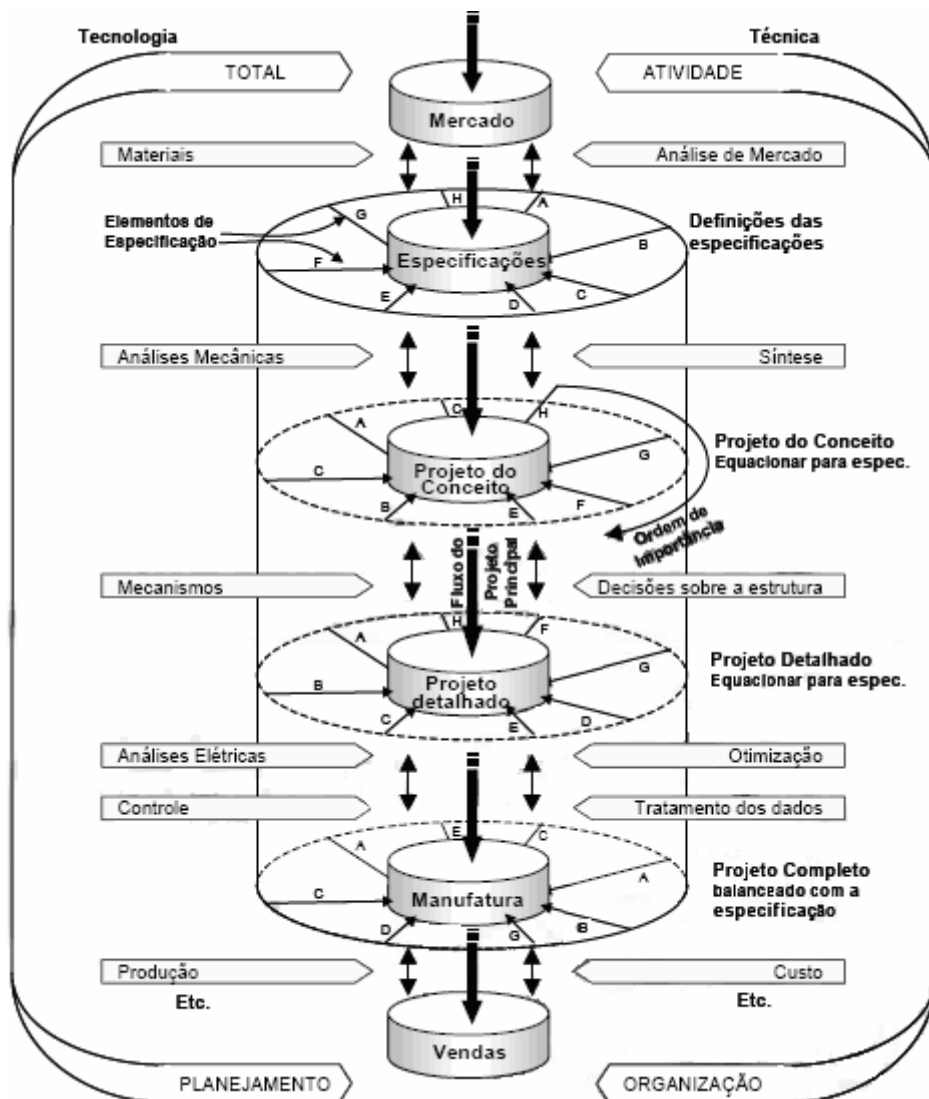 Tecnologia
Técnica
TOTAL
ATIVIDADE
Mercado
Materiais
Análise de Mercado
H
A
G
Elementos de
Especificação
Definições das
especificações
B
F
Especificações
E
D
C
Análises Mecânicas
Síntese
C
H
A
Projeto do Conceito
Equacionar para espec.
G
C
Projeto do
Conceito
B
E
F
Ordem de
Importância
Fluxo do
Projeto
Principal
Mecanismos
Decisões sobre a estrutura
H
F
A
Projeto Detalhado
Equacionar para espec.
G
B
Projeto
detalhado
C
E
D
Análises Elétricas
Otimização
Controle
Tratamento dos dados
E
C
A
Projeto Completo
balanceado com a
especificação
A
C
Manufatura
D
G
B
Produção
Custo
Etc.
Etc.
Vendas
PLANEJAMENTO
ORGANIZAÇÃO